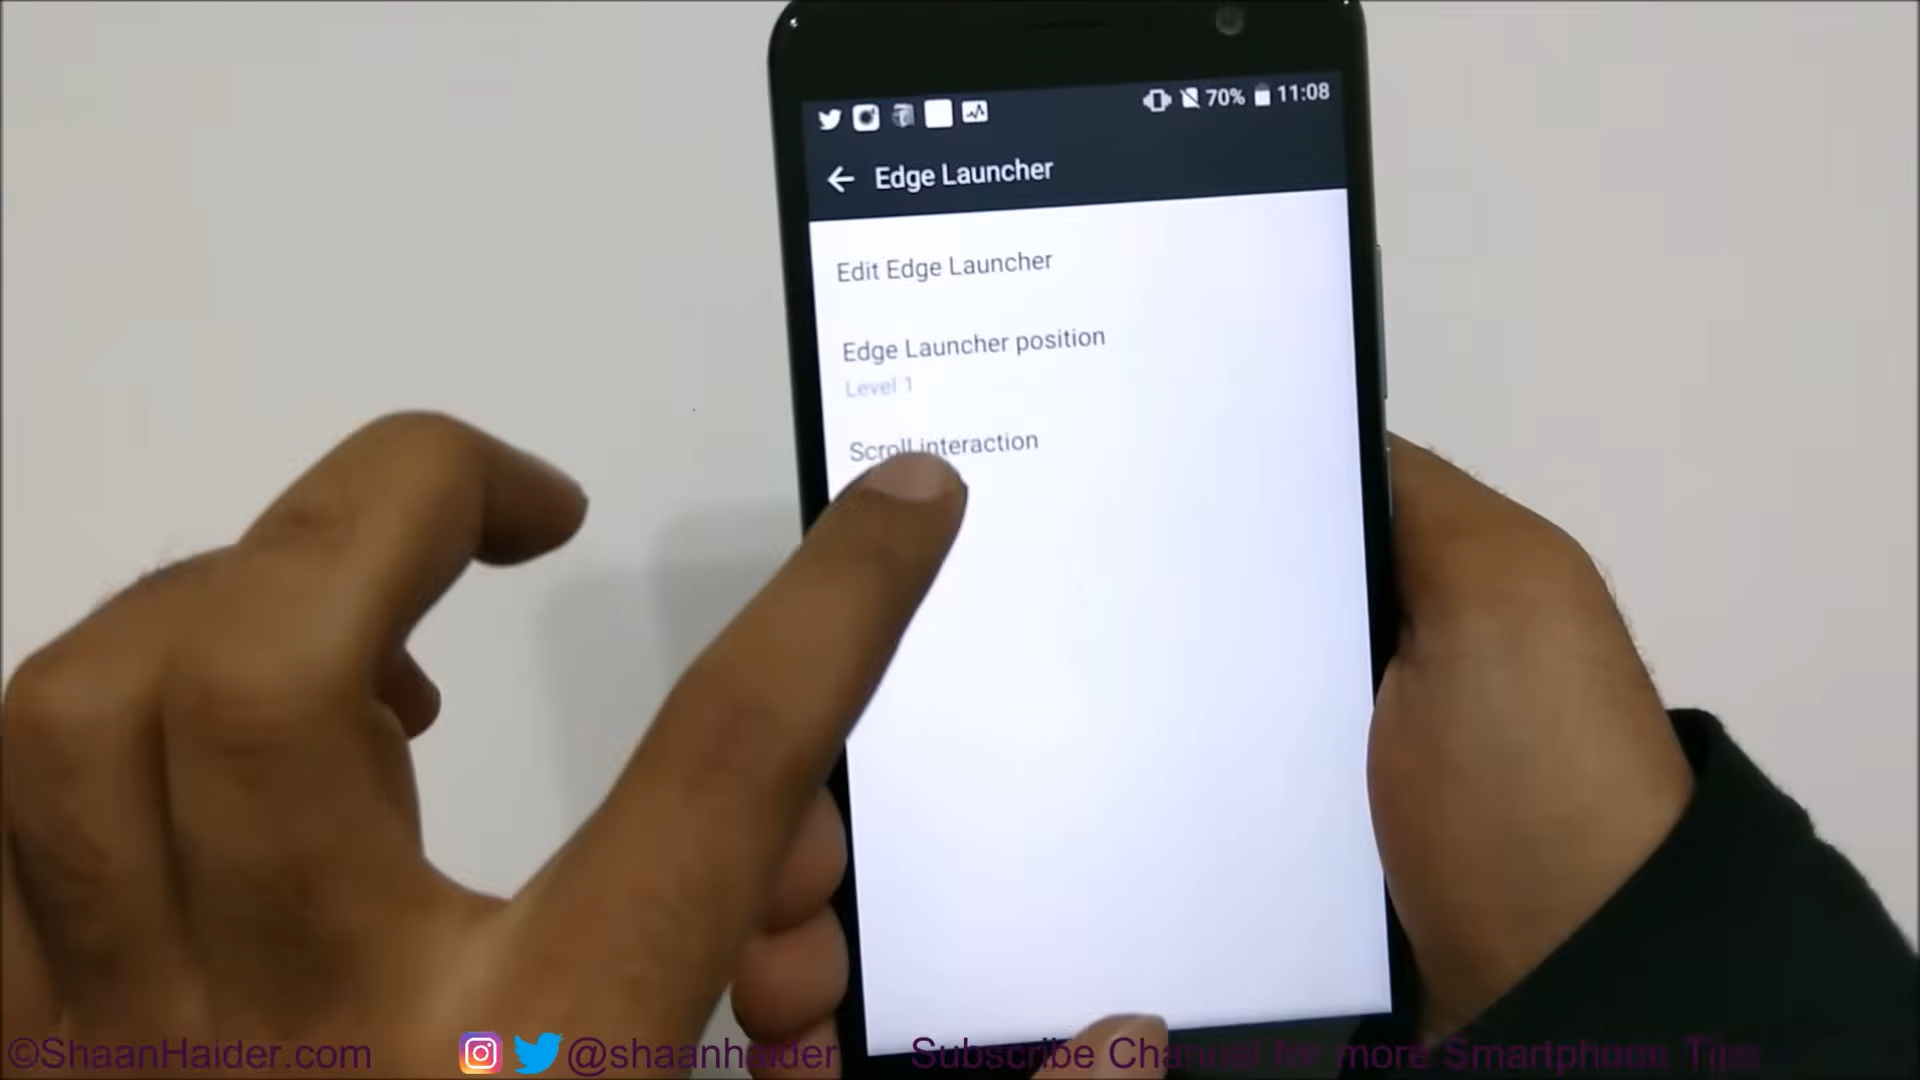 70% 11:08
Edge Launcher
Edit Edge Launcher
Edge Launcher position
Level 1
Scroll interaction
©ShaanHaider.com @shaanhaider Subscribe Channel for more Smartphoen Tips